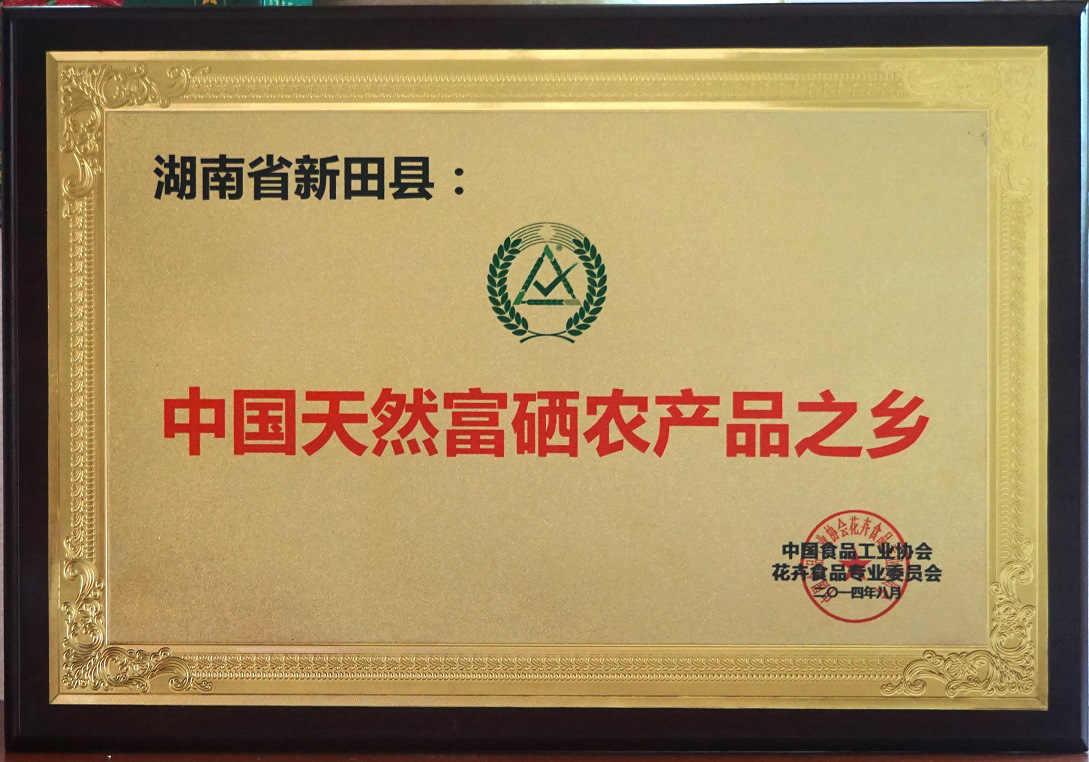 湖南省新田县：
®
中国天然富硒农产品之乡
中国食品工业协会
花卉食品专业委员会
二〇一四年八月